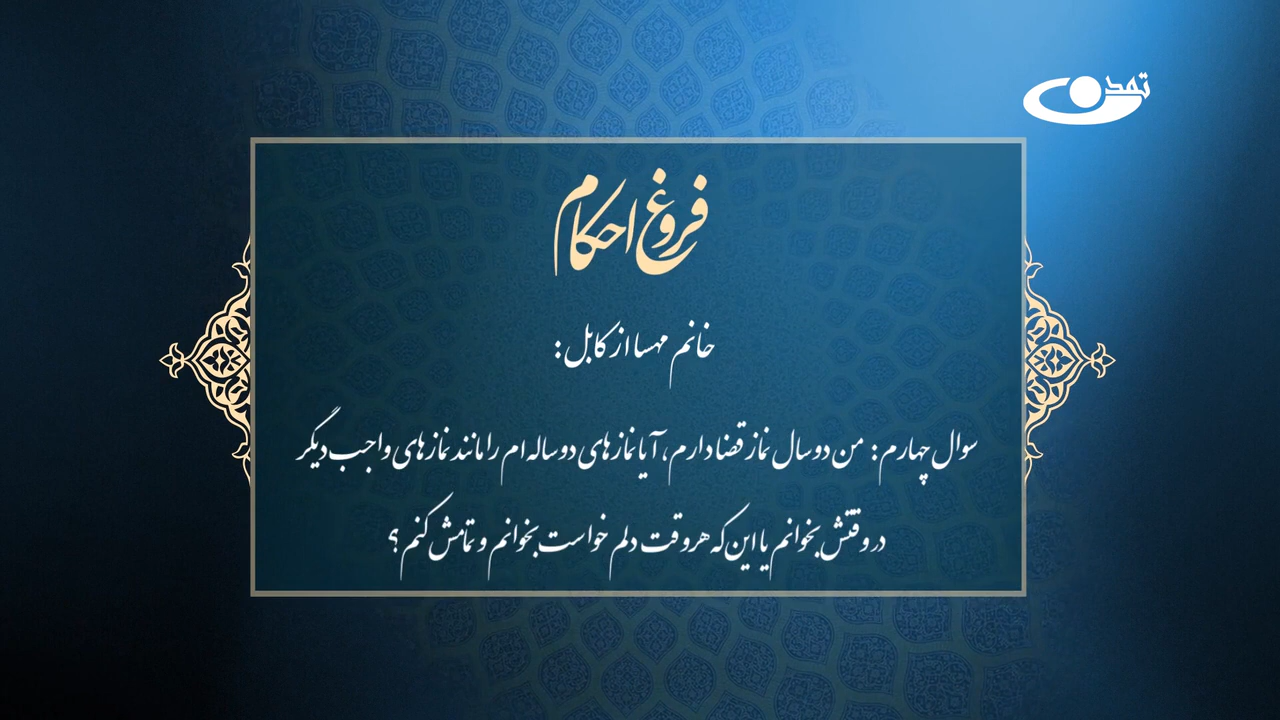 تمدن
فروغ احکام
خانم مهسا از کابل:
سوال چهارم: من دو سال نماز قضا دارم، آیا نمازهای دو ساله ام را مانند نمازهای واجب دیگر
در وقتش بخوانم یا این که هر وقت دلم خواست بخوانم و تمامش کنم؟